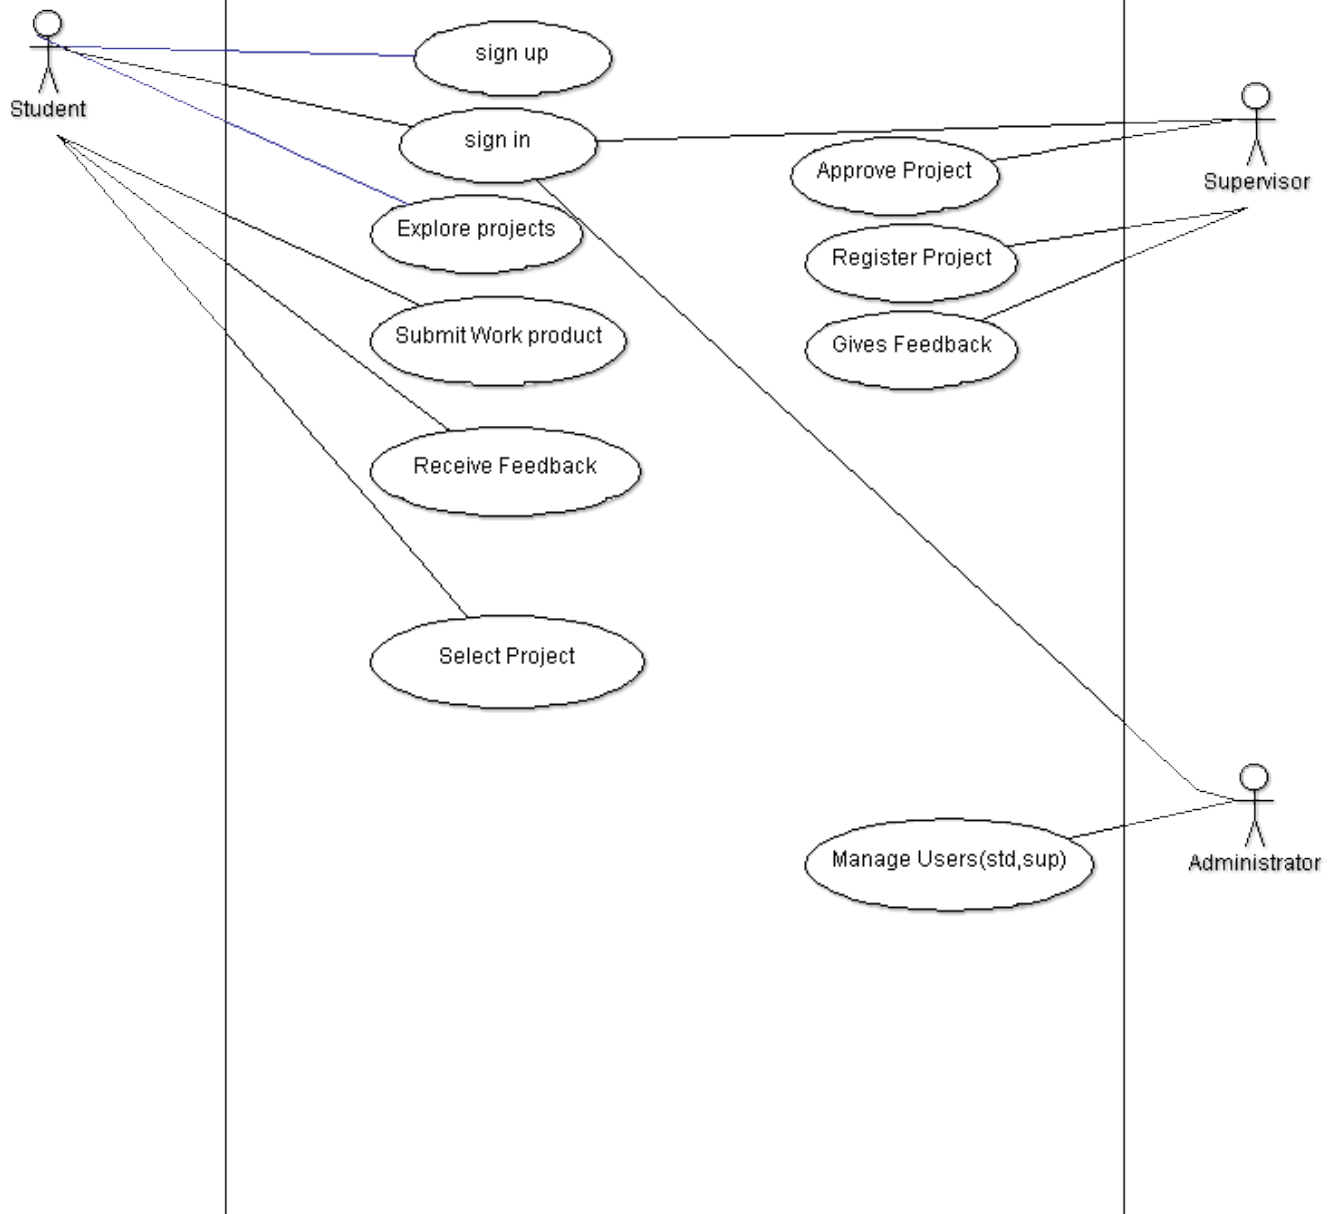 sign up
Student
sign in
Approve Project
Supervisor
Explore projects
Register Project
Submit Work product
Gives Feedback
Receive Feedback
Select Project
Manage Users(std,sup)
Administrator